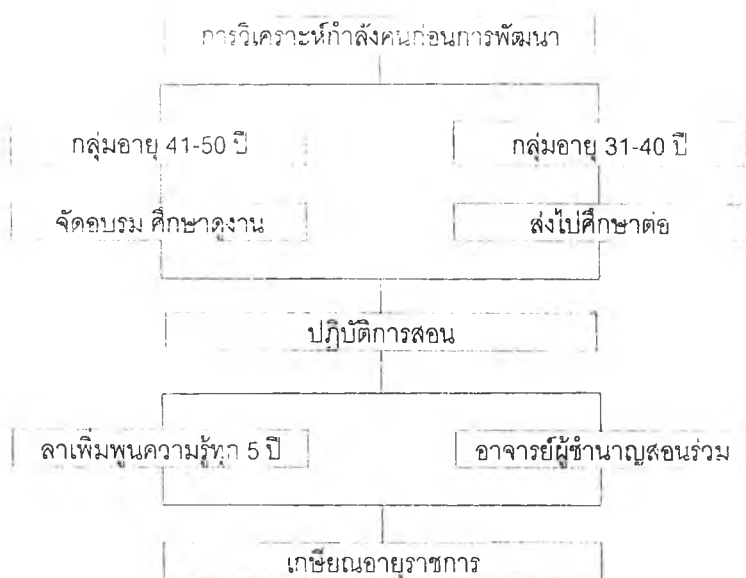 การวิเคราะห์กำลังคนก่อนการพัฒนา
กลุ่มอายุ 41-50 ปี
กลุ่มอายุ 31-40 ปี
จัดอบรม ศึกษาดูงาน
ส่งไปศึกษาต่อ
ปฏิบัติการสอน
ลาเพิ่มพูนความรู้ทุก 5 ปี
อาจารย์ผู้ชำนาญสอนร่วม
เกษียณอายุราชการ